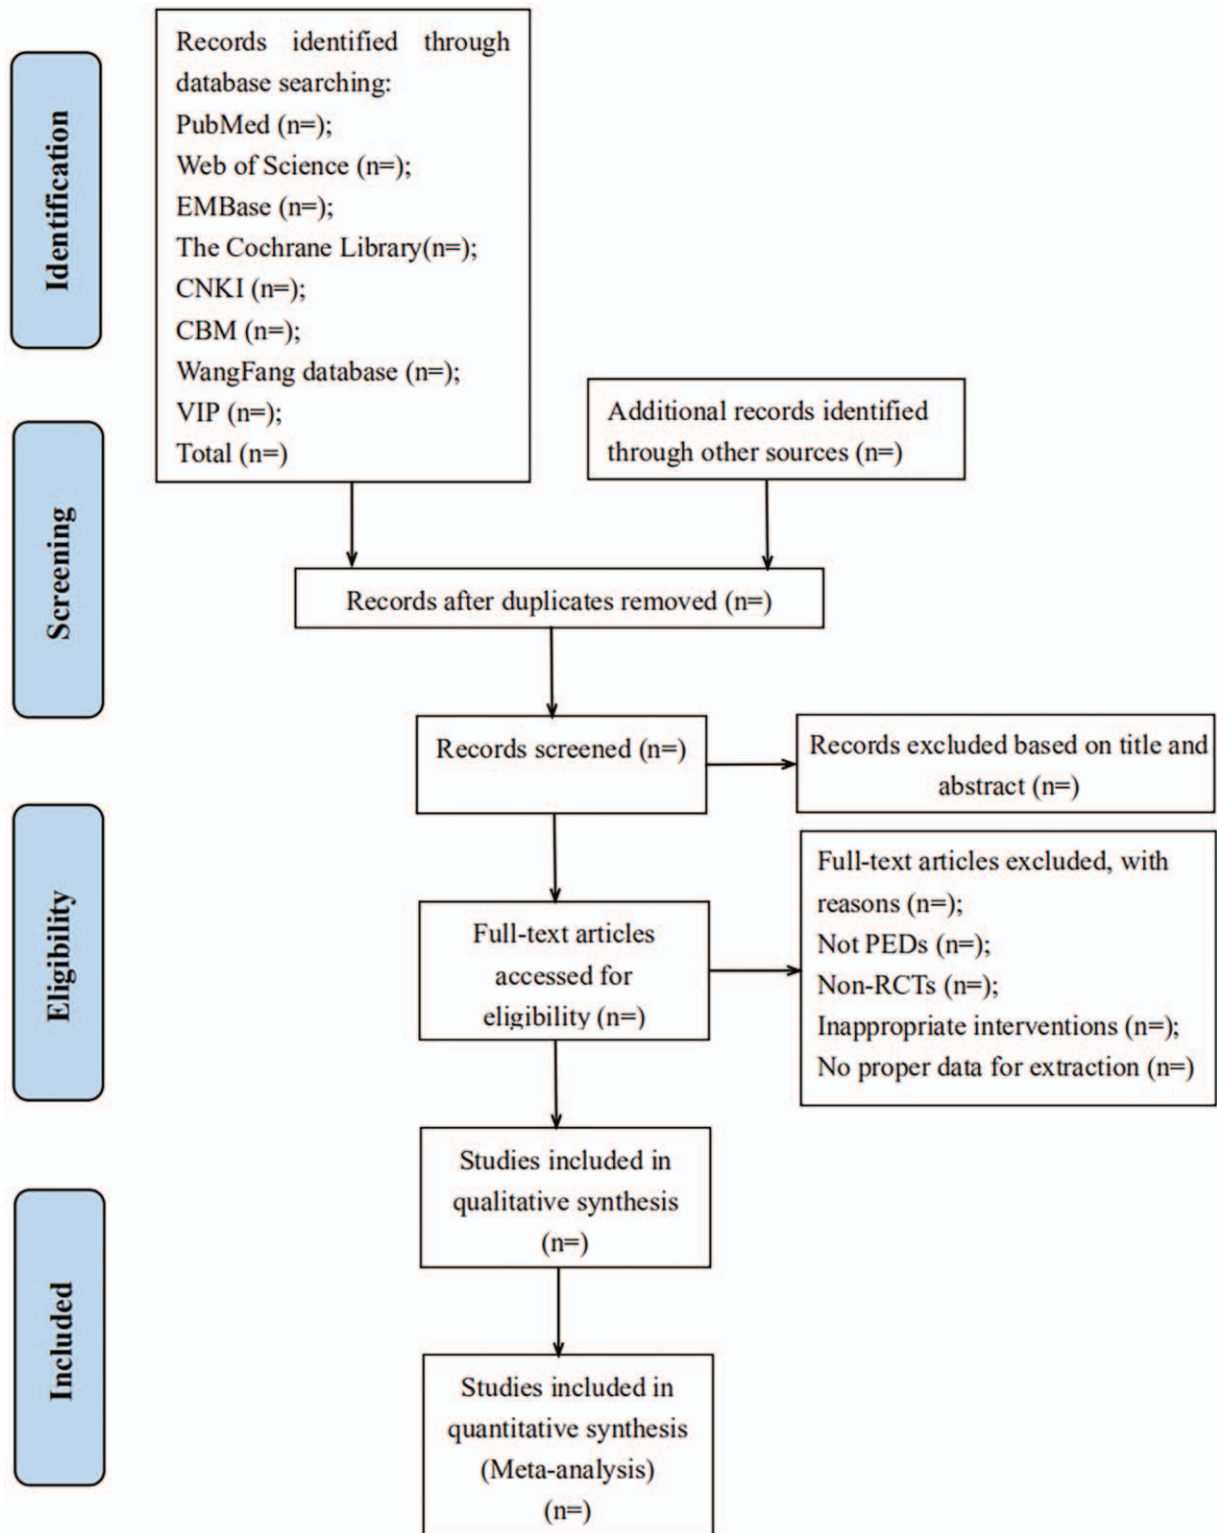 Identification
Records identified through
database searching:
PubMed (n=);
Web of Science (n=);
EMBase (n=);
The Cochrane Library(n=);
CNKI (n=);
CBM (n=);
WangFang database (n=);
VIP (n=);
Total (n=)
Additional records identified
through other sources (n=)
Screening
Records after duplicates removed (n=)
Records screened (n=)
Records excluded based on title and
abstract (n=)
Eligibility
Full-text articles
accessed for
eligibility (n=)
Full-text articles excluded, with
reasons (n=);
Not PEDs (n=);
Non-RCTs (n=);
Inappropriate interventions (n=);
No proper data for extraction (n=)
Studies included in
qualitative synthesis
(n=)
Included
Studies included in
quantitative synthesis
(Meta-analysis)
(n=)